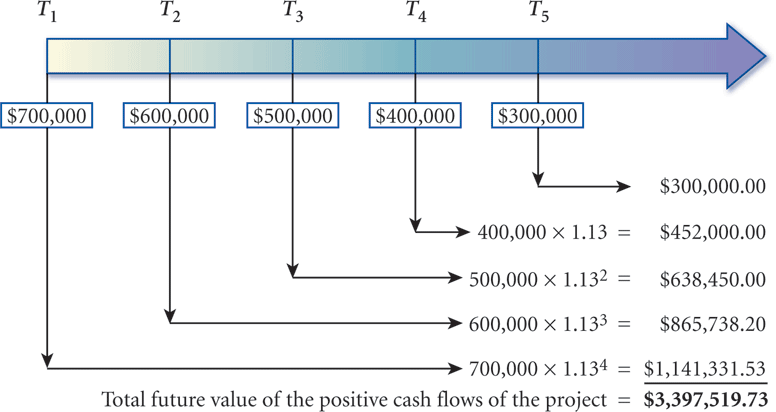 T₁ T₂ T₃ T₄ T₅
$700,000 $600,000 $500,000 $400,000 $300,000
$300,000.00
400,000 × 1.13 = $452,000.00
500,000 × 1.13² = $638,450.00
600,000 × 1.13³ = $865,738.20
700,000 × 1.13⁴ = $1,141,331.53
Total future value of the positive cash flows of the project = $3,397,519.73